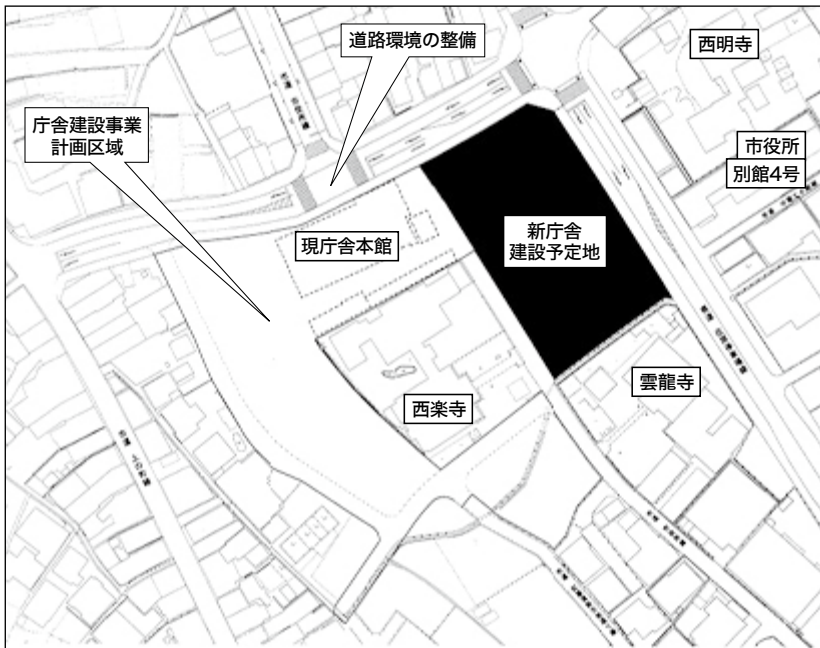 道路環境の整備
西明寺
庁舎建設事業
計画区域
市役所
別館4号
現庁舎本館
新庁舎
建設予定地
西楽寺
雲龍寺